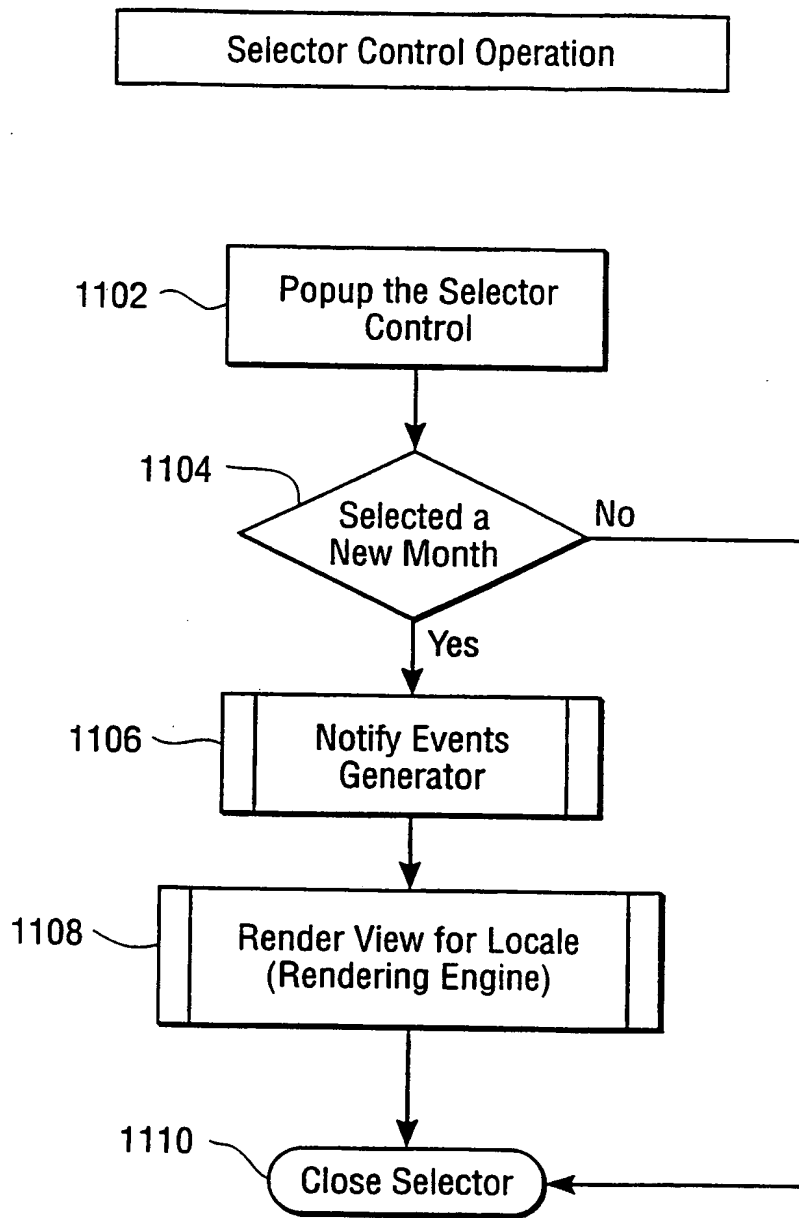 Selector Control Operation
1102
Popup the Selector
Control
1104
Selected a
New Month
No
Yes
1106
Notify Events
Generator
1108
Render View for Locale
(Rendering Engine)
1110
Close Selector